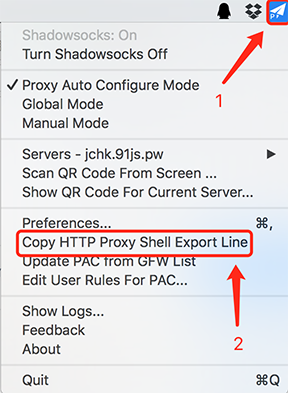 Shadowsocks: On
Turn Shadowsocks Off
✓ Proxy Auto Configure Mode
Global Mode
Manual Mode
Servers - jchk.91js.pw ▶
Scan QR Code From Screen ...
Show QR Code For Current Server...
Preferences... ⌘,
Copy HTTP Proxy Shell Export Line
Update PAC from GFW List
Edit User Rules For PAC...
Show Logs...
Feedback
About
Quit ⌘Q
1
2